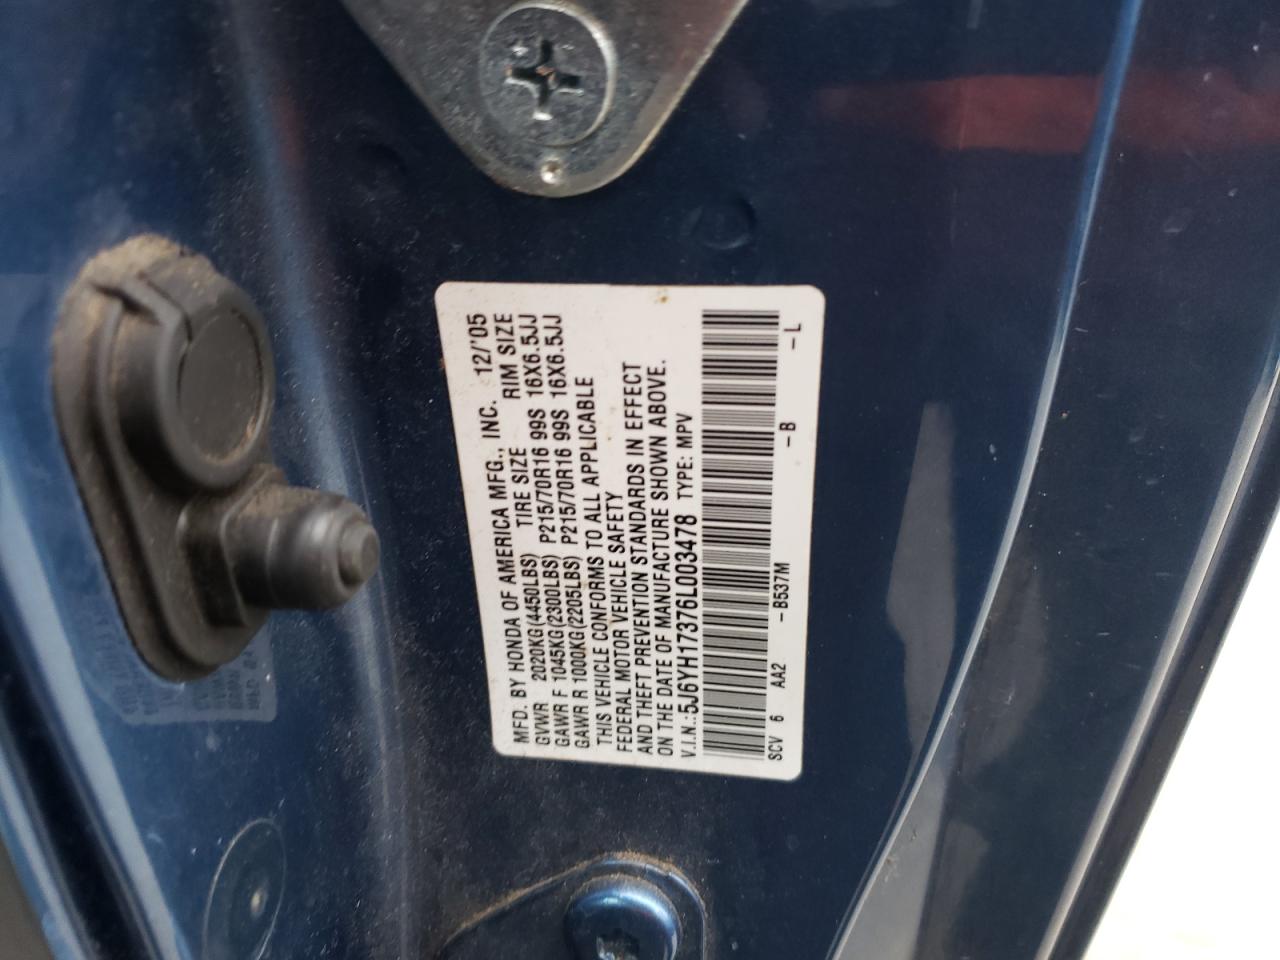 MFD. BY HONDA OF AMERICA MFG., INC. 12/'05
GVWR 2020KG(4450LBS) TIRE SIZE RIM SIZE
GAWR F 1045KG(2300LBS) P215/70R16 99S 16X6.5JJ
GAWR R 1000KG(2205LBS) P215/70R16 99S 16X6.5JJ
THIS VEHICLE CONFORMS TO ALL APPLICABLE
FEDERAL MOTOR VEHICLE SAFETY
AND THEFT PREVENTION STANDARDS IN EFFECT
ON THE DATE OF MANUFACTURE SHOWN ABOVE.
V.I.N.:5J6YH17376L003478 TYPE: MPV
SCV 6 AA2 -B537M -B -L